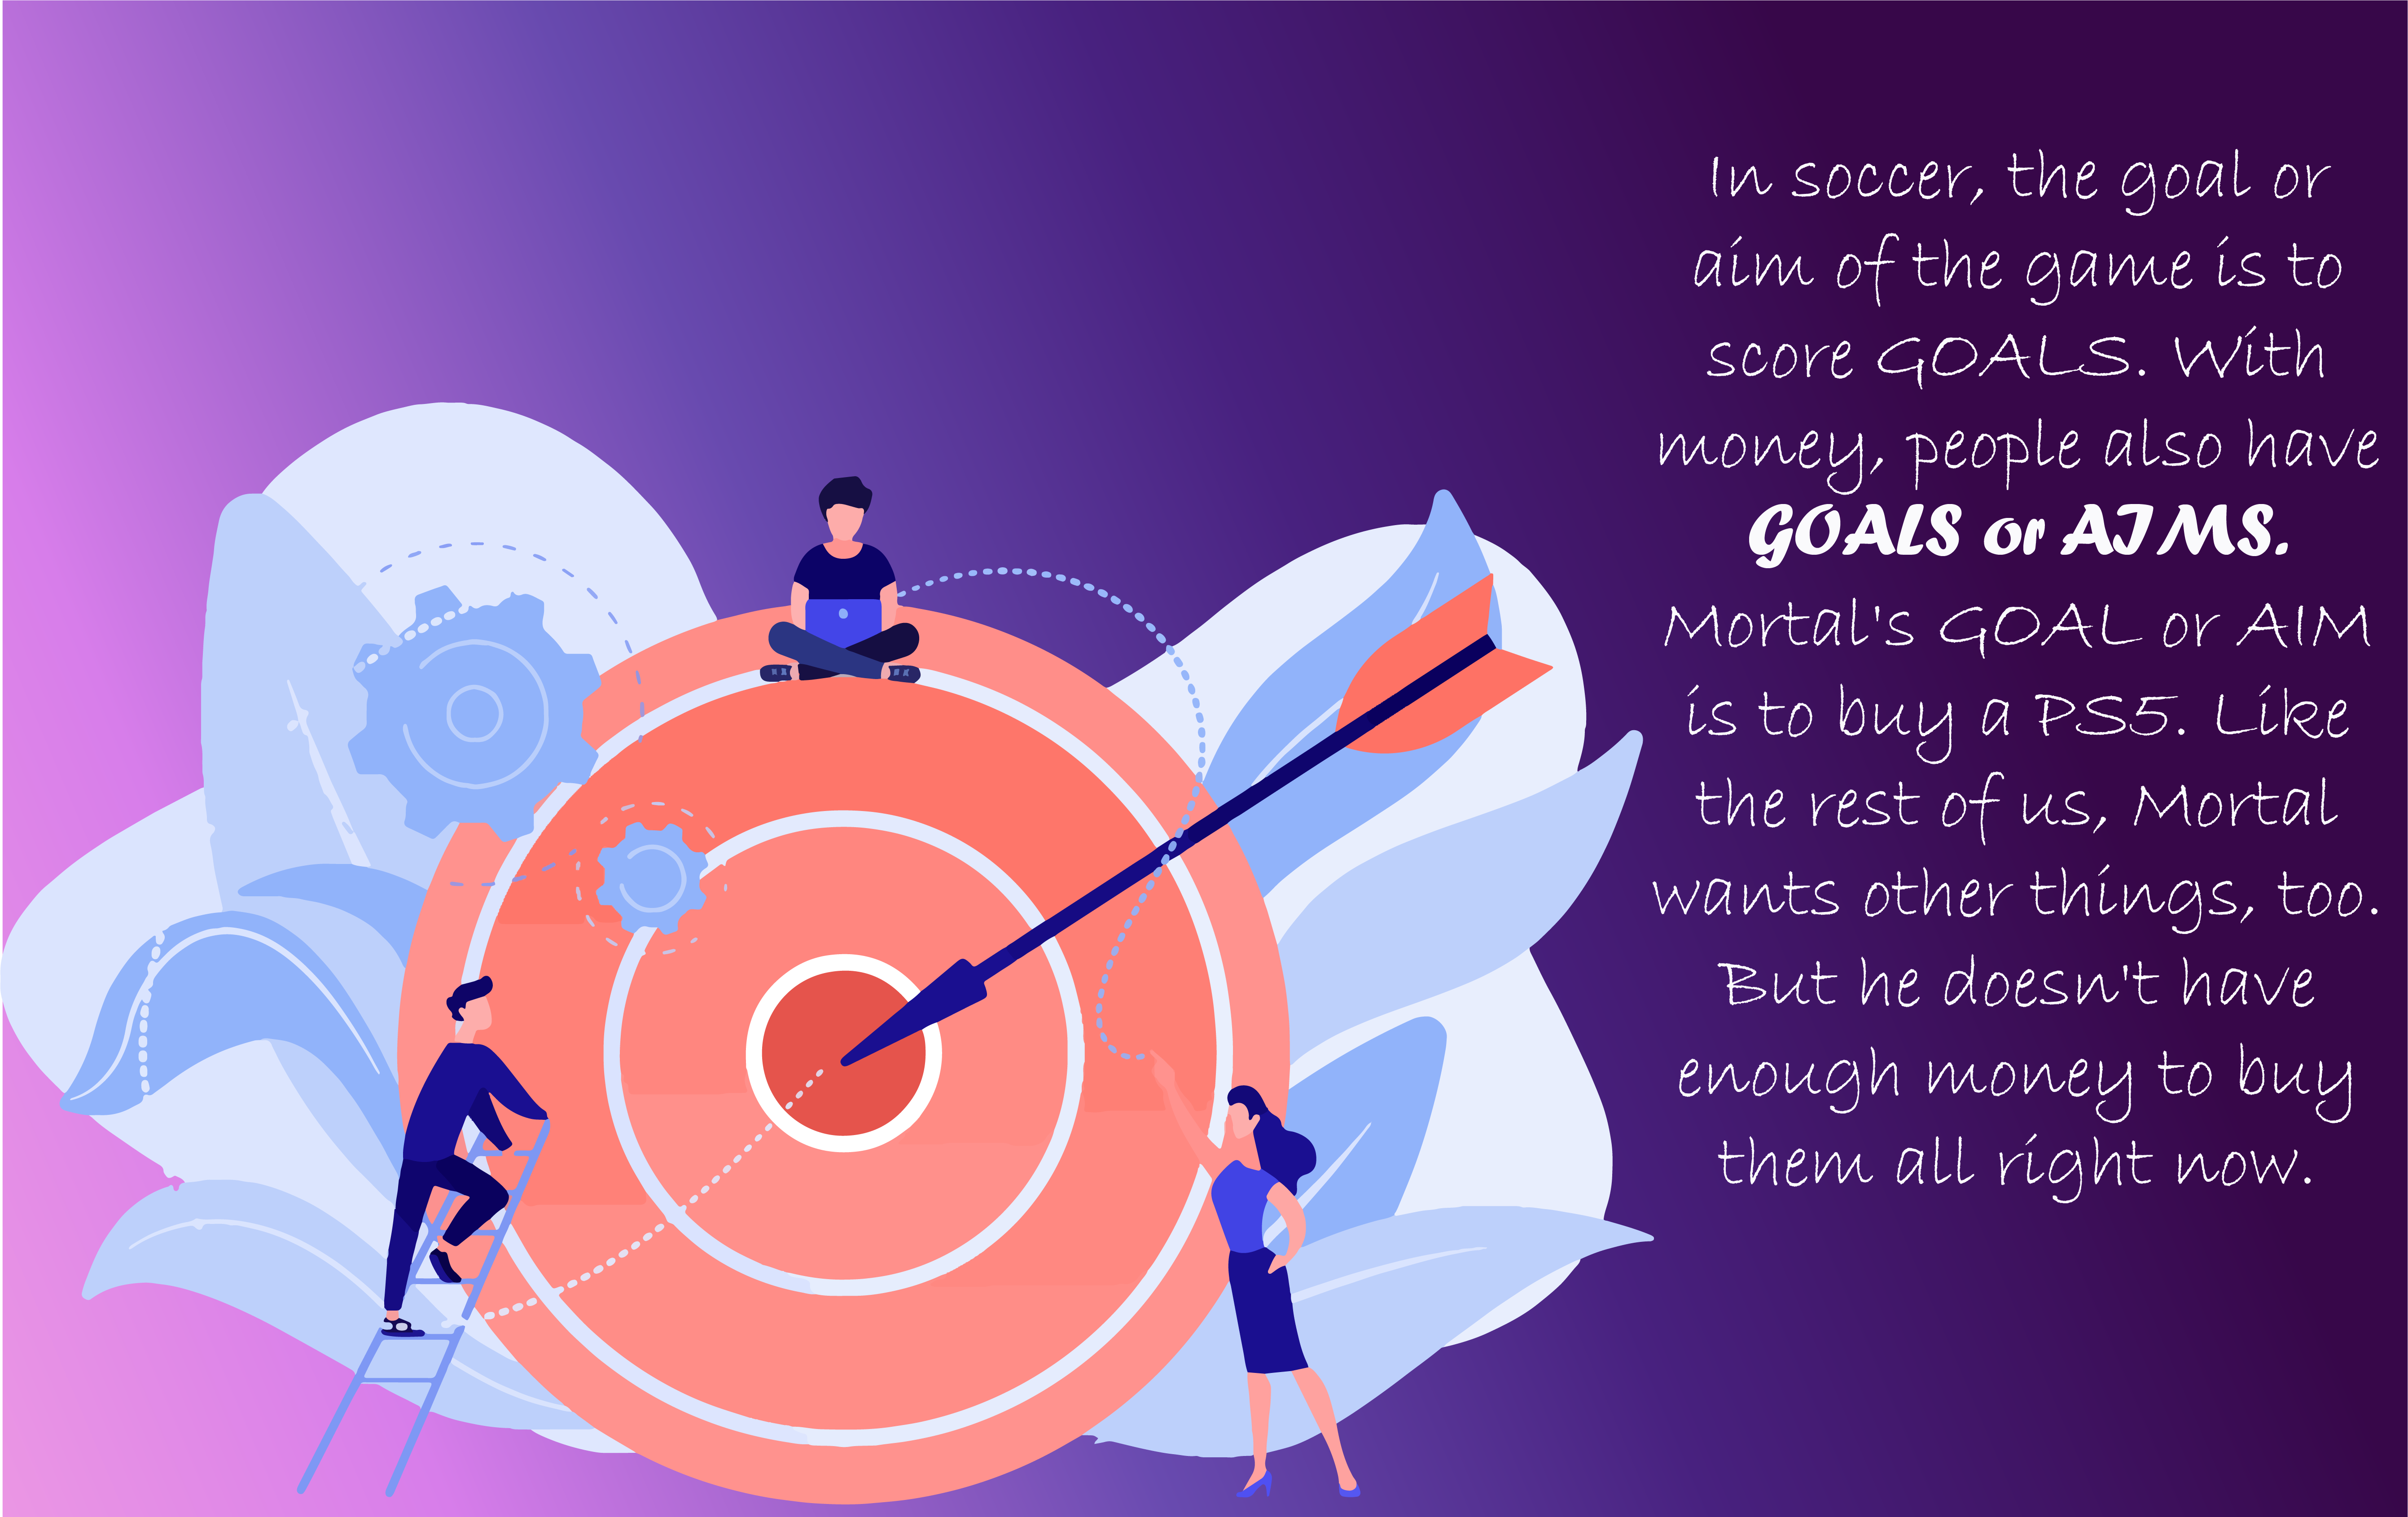 In soccer, the goal or
aim of the game is to
score GOALS. With
money, people also have
GOALS or AIMS.
Mortal's GOAL or AIM
is to buy a PS5. Like
the rest of us, Mortal
wants other things, too.
But he doesn't have
enough money to buy
them all right now.